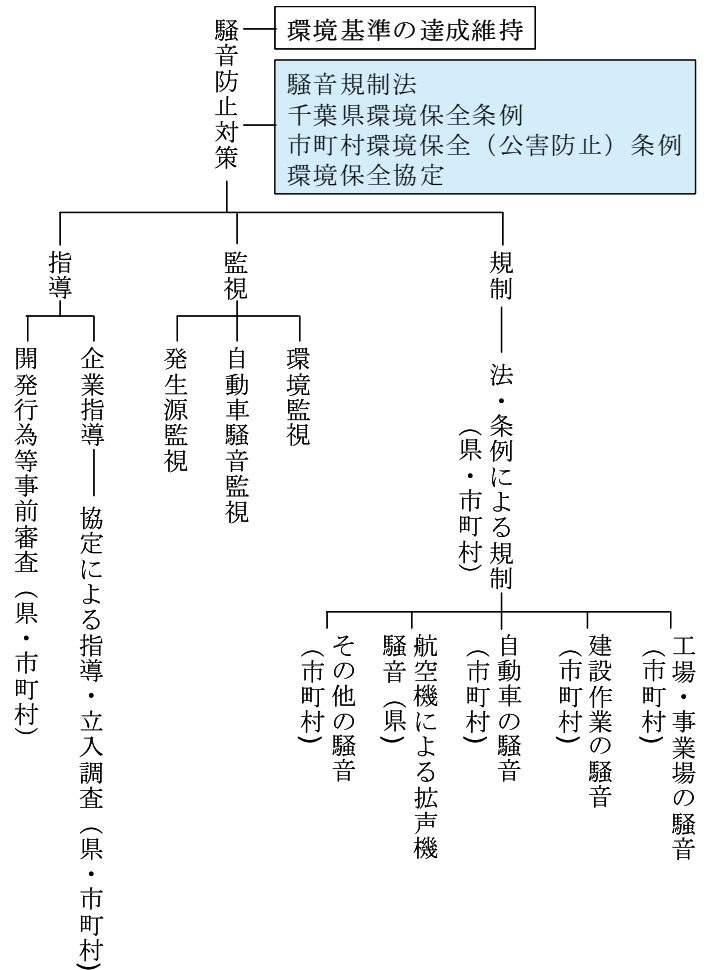 騒音防止対策
環境基準の達成維持
騒音規制法
千葉県環境保全条例
市町村環境保全（公害防止）条例
環境保全協定
規制
法・条例による規制
（県・市町村）
工場・事業場の騒音
（市町村）
建設作業の騒音
（市町村）
自動車の騒音
（市町村）
航空機による拡声機
騒音（県）
その他の騒音
（市町村）
監視
環境監視
自動車騒音監視
発生源監視
指導
企業指導
協定による指導・立入調査（県・市町村）
開発行為等事前審査（県・市町村）